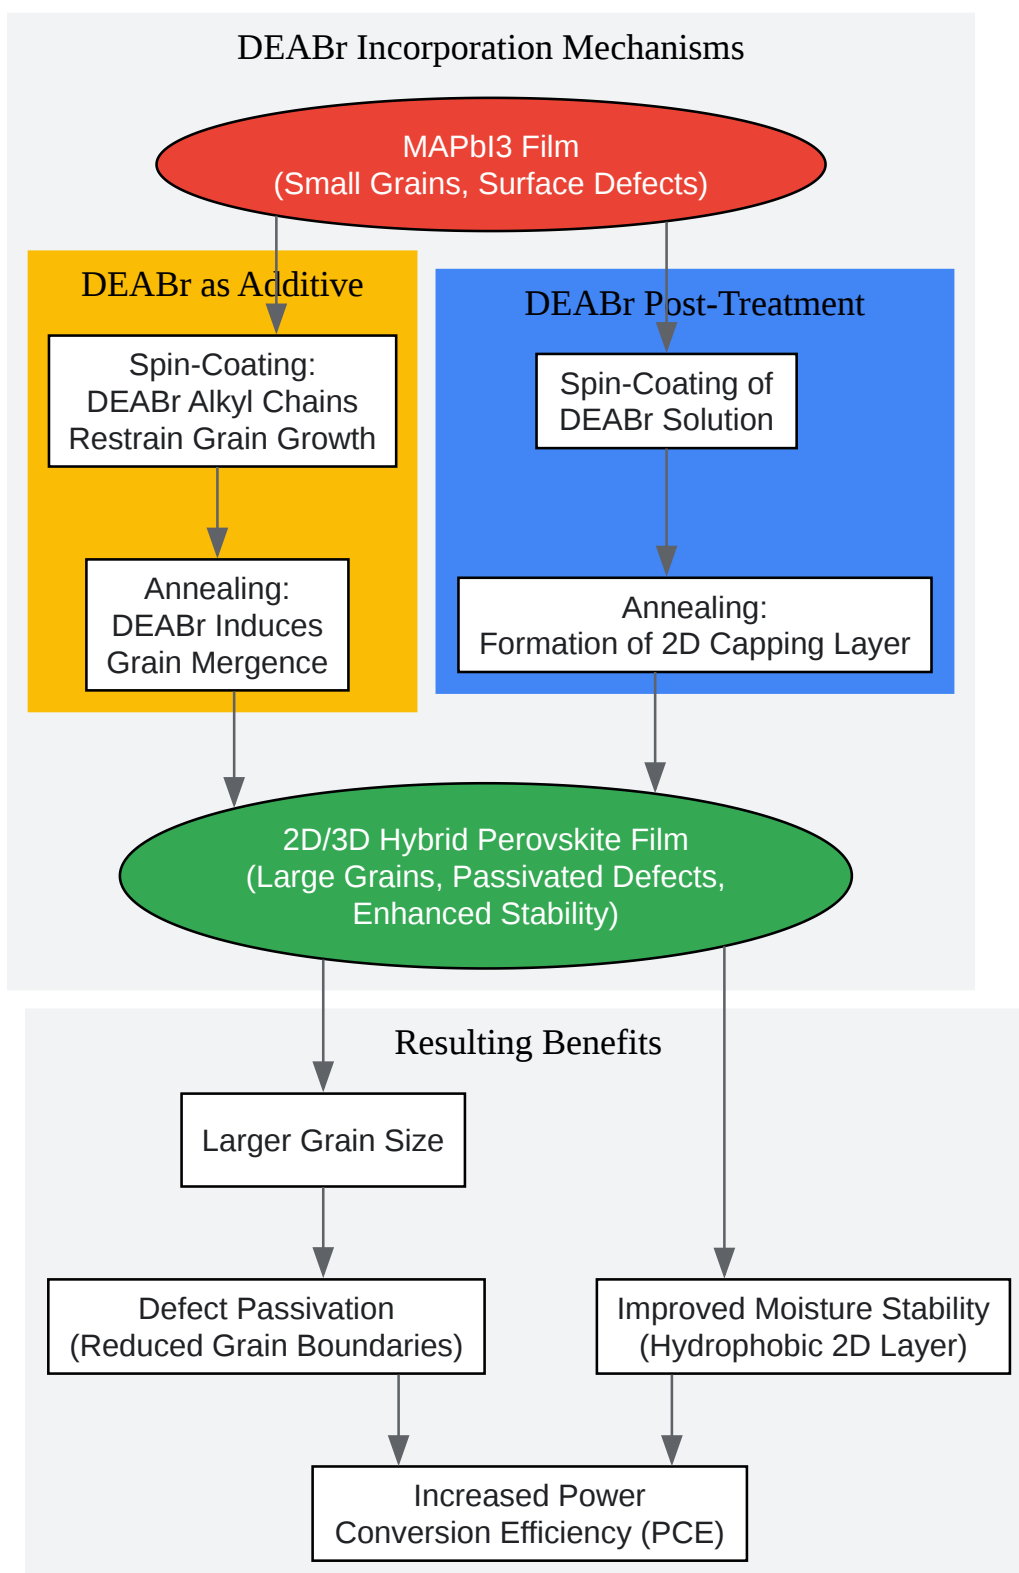 DEABr Incorporation Mechanisms
MAPbI3 Film
(Small Grains, Surface Defects)
DEABr as Additive
Spin-Coating:
DEABr Alkyl Chains
Restrain Grain Growth
Annealing:
DEABr Induces
Grain Mergence
DEABr Post-Treatment
Spin-Coating of
DEABr Solution
Annealing:
Formation of 2D Capping Layer
2D/3D Hybrid Perovskite Film
(Large Grains, Passivated Defects,
Enhanced Stability)
Resulting Benefits
Larger Grain Size
Defect Passivation
(Reduced Grain Boundaries)
Improved Moisture Stability
(Hydrophobic 2D Layer)
Increased Power
Conversion Efficiency (PCE)